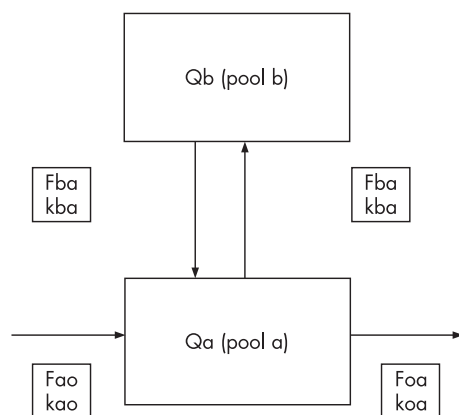 Qb (pool b)
Fba
kba
Fba
kba
Qa (pool a)
Fao
kao
Foa
koa